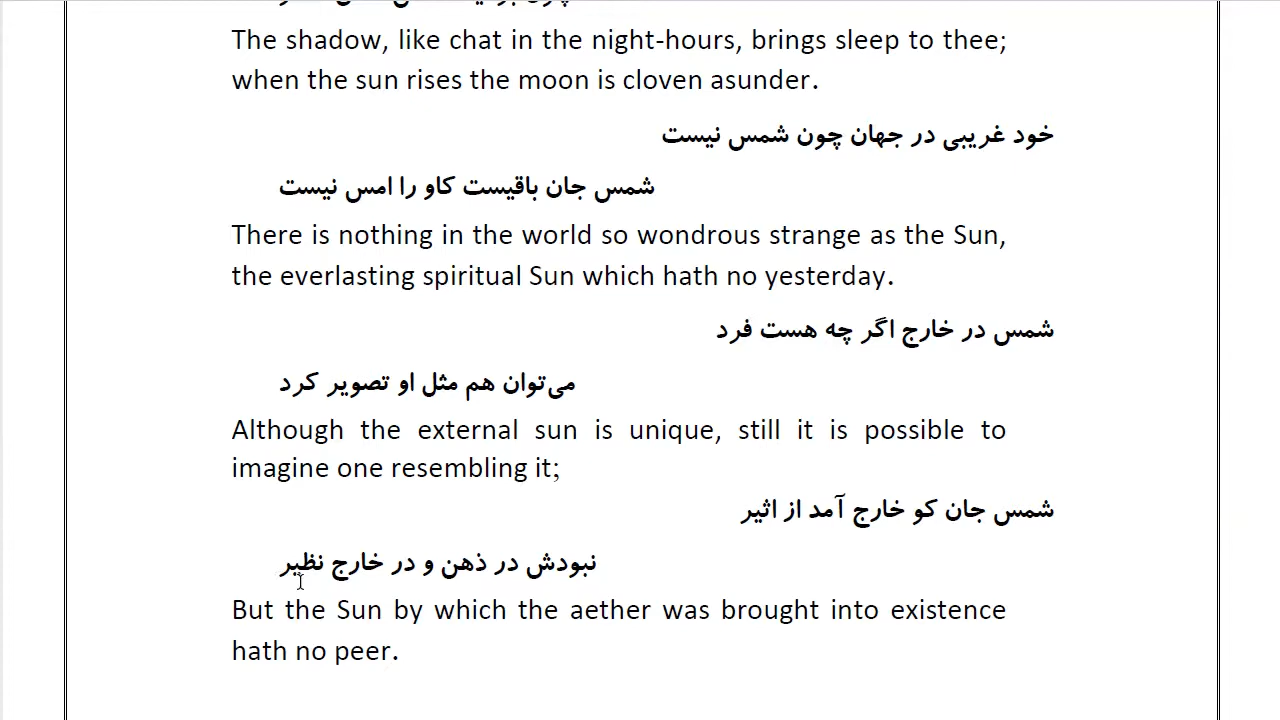 The shadow, like chat in the night-hours, brings sleep to thee;
when the sun rises the moon is cloven asunder.
خود غریبی در جهان چون شمس نیست
شمس جان باقیست کاو را امس نیست
There is nothing in the world so wondrous strange as the Sun,
the everlasting spiritual Sun which hath no yesterday.
شمس در خارج اگر چه هست فرد
می‌توان هم مثل او تصویر کرد
Although the external sun is unique, still it is possible to
imagine one resembling it;
شمس جان کو خارج آمد از اثیر
نبودش در ذهن و در خارج نظیر
But the Sun by which the aether was brought into existence
hath no peer.